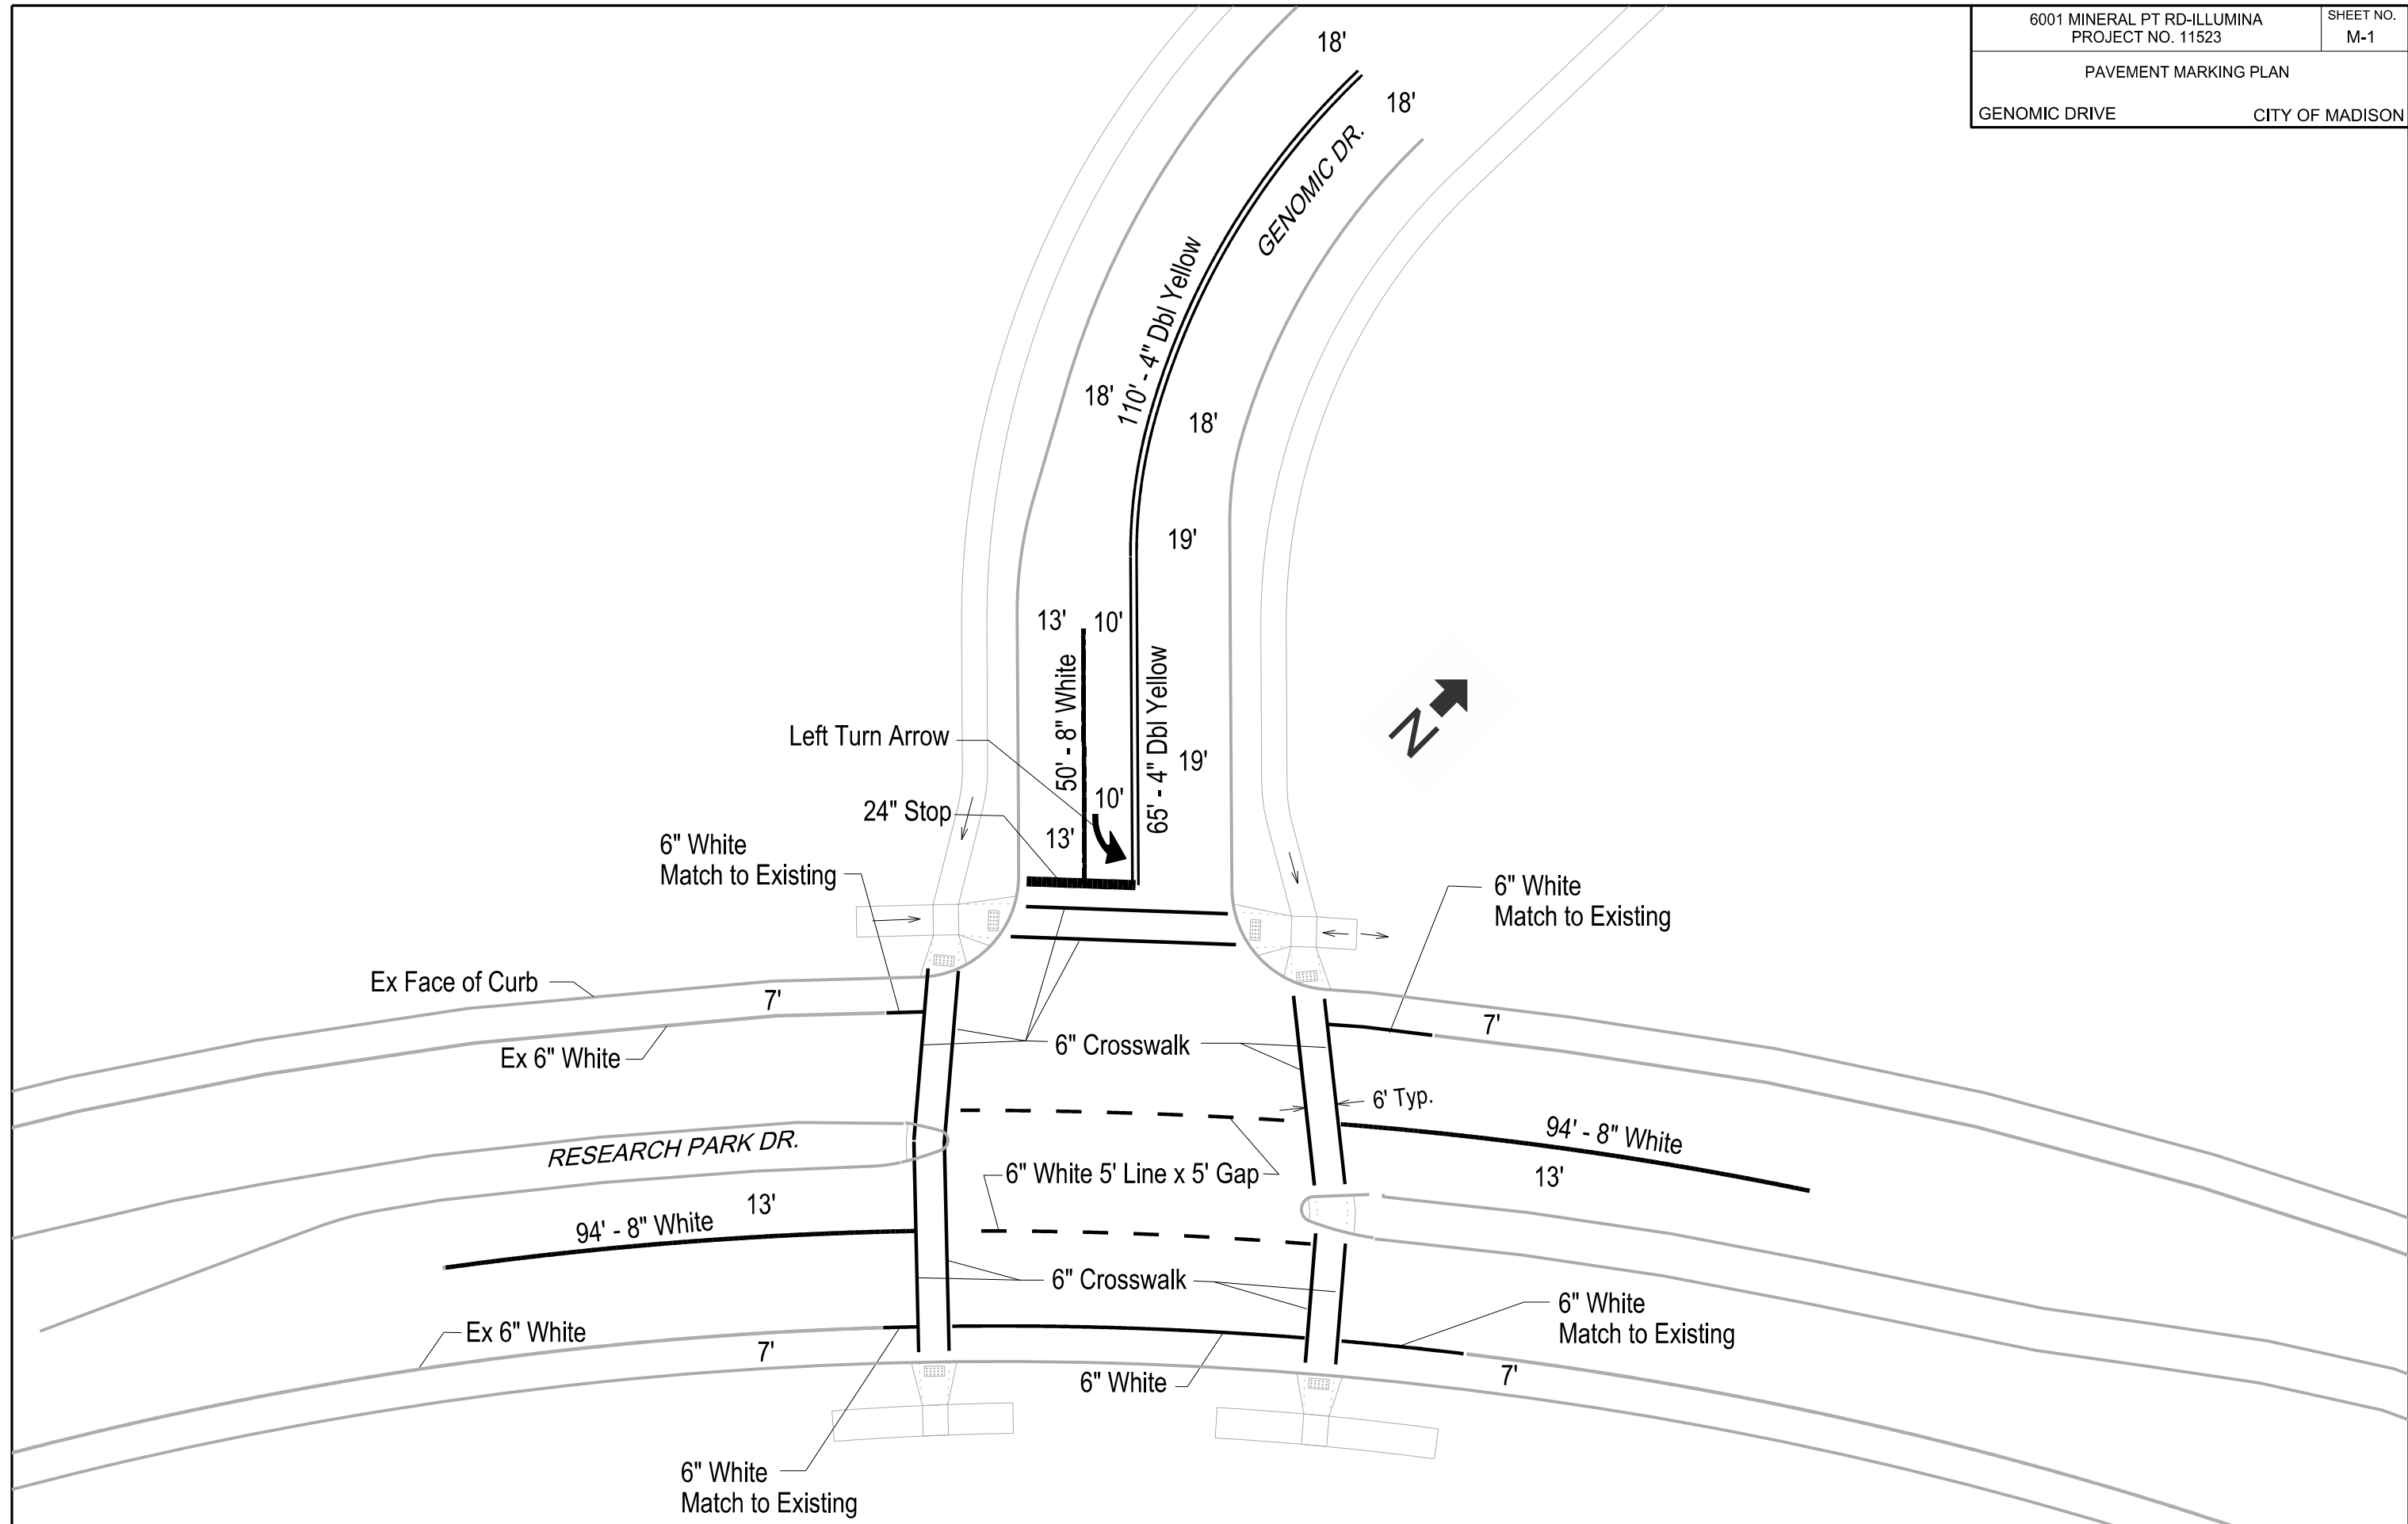 6001 MINERAL PT RD-ILLUMINA
PROJECT NO. 11523
SHEET NO.
M-1
PAVEMENT MARKING PLAN
GENOMIC DRIVE
CITY OF MADISON
18'
18'
GENOMIC DR.
110' - 4" Dbl Yellow
18'
18'
19'
13'
10'
50' - 8" White
65' - 4" Dbl Yellow
N
Left Turn Arrow
19'
10'
24" Stop
13'
6" White
Match to Existing
6" White
Match to Existing
Ex Face of Curb
7'
7'
Ex 6" White
6" Crosswalk
6' Typ.
RESEARCH PARK DR.
94' - 8" White
6" White 5' Line x 5' Gap
13'
13'
94' - 8" White
6" Crosswalk
6" White
Match to Existing
Ex 6" White
7'
6" White
7'
6" White
Match to Existing